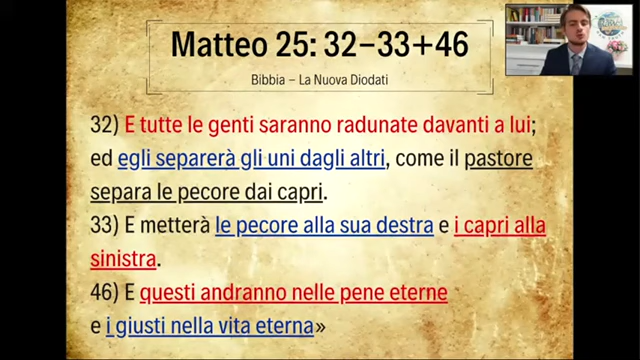 Matteo 25: 32–33+46
Bibbia – La Nuova Diodati
32) E tutte le genti saranno radunate davanti a lui;
ed egli separerà gli uni dagli altri, come il pastore
separa le pecore dai capri.
33) E metterà le pecore alla sua destra e i capri alla
sinistra.
46) E questi andranno nelle pene eterne
e i giusti nella vita eterna»